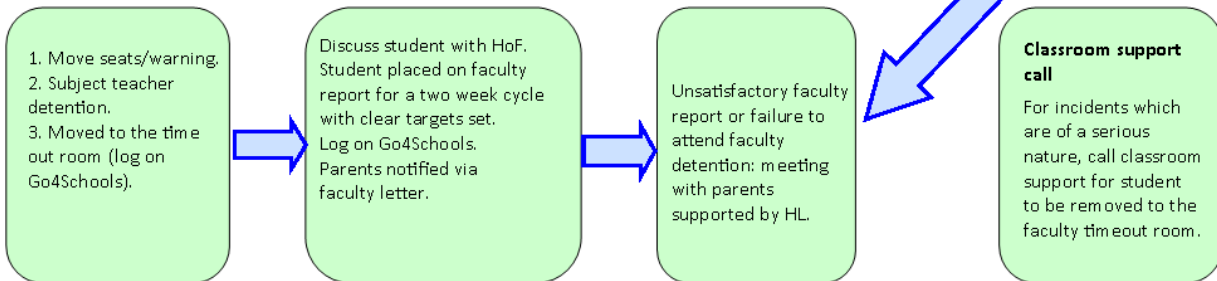 1. Move seats/warning.
2. Subject teacher
detention.
3. Moved to the time
out room (log on
Go4Schools).
Discuss student with HoF.
Student placed on faculty
report for a two week cycle
with clear targets set.
Log on Go4Schools.
Parents notified via
faculty letter.
Unsatisfactory faculty
report or failure to
attend faculty
detention: meeting
with parents
supported by HL.
Classroom support
call
For incidents which
are of a serious
nature, call classroom
support for student
to be removed to the
faculty timeout room.